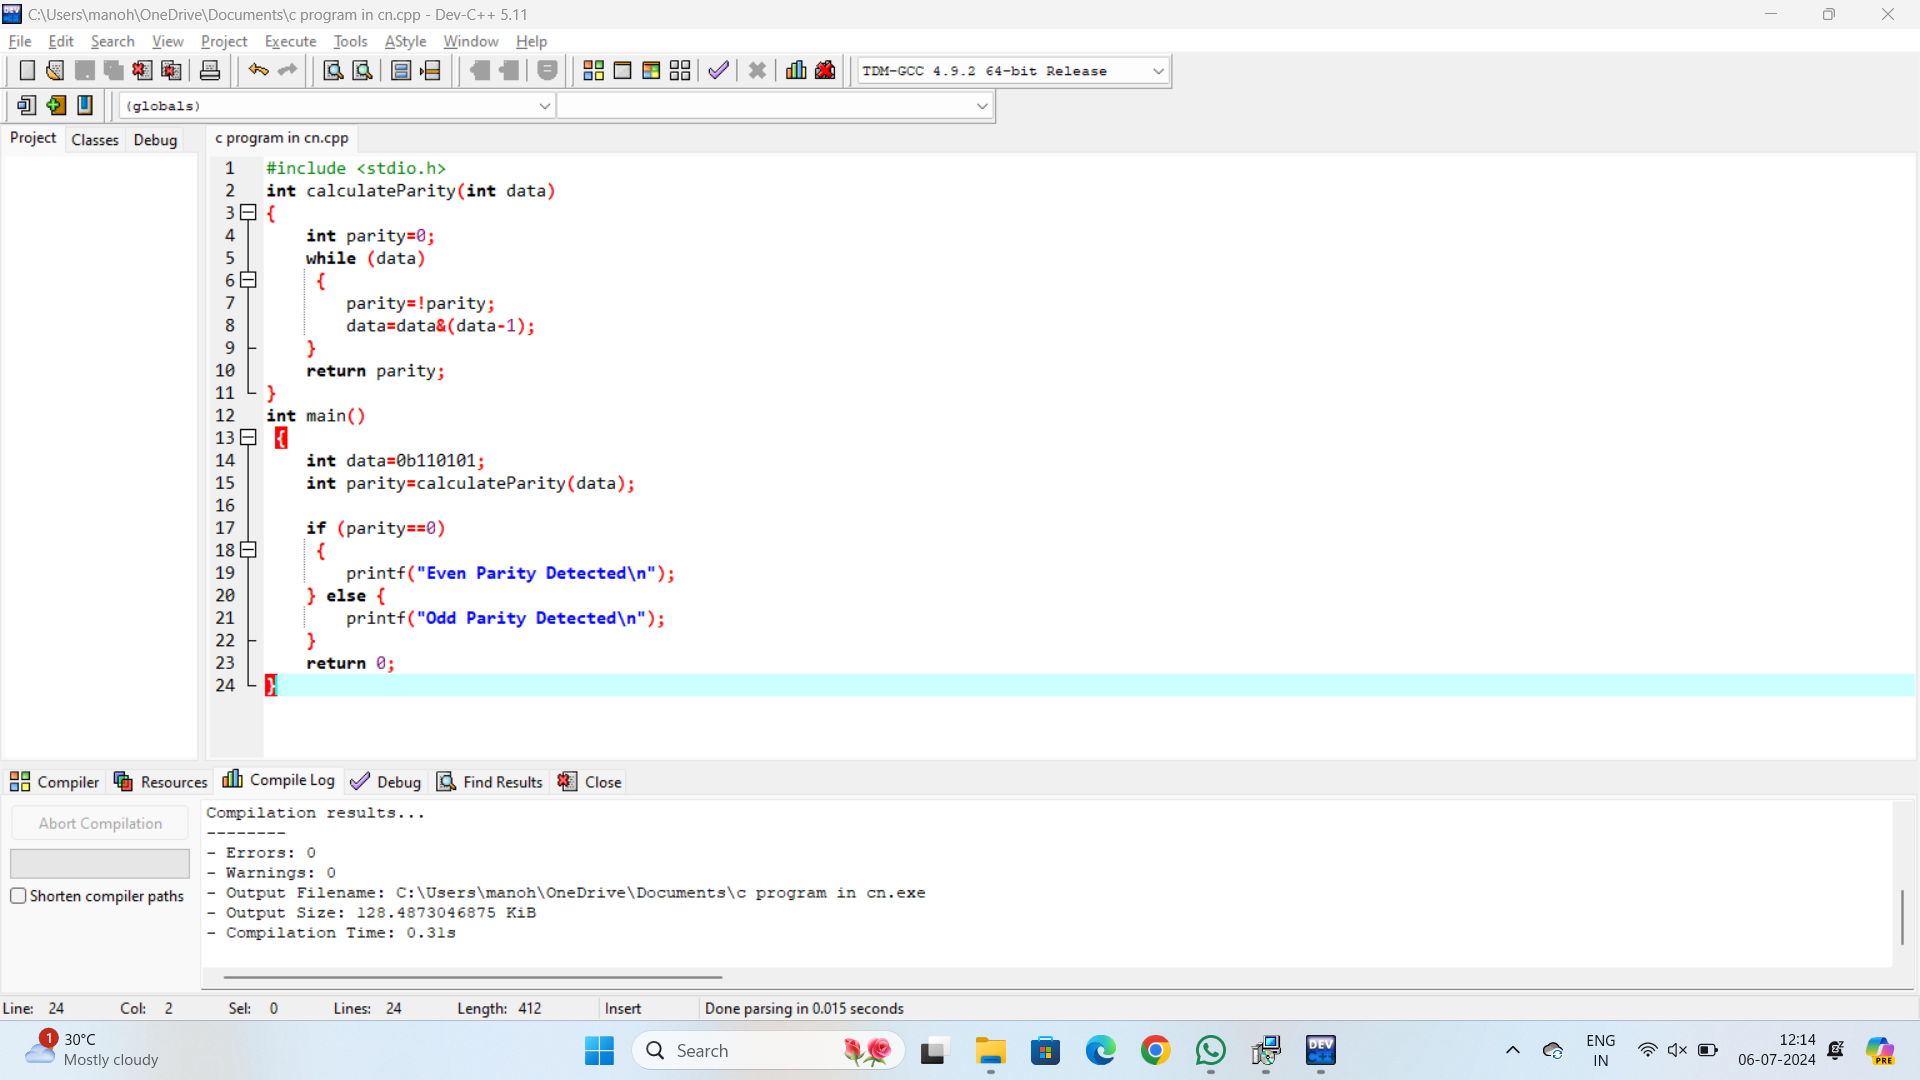 C:\Users\manoh\OneDrive\Documents\c program in cn.cpp - Dev-C++ 5.11
File Edit Search View Project Execute Tools AStyle Window Help
TDM-GCC 4.9.2 64-bit Release
(globals)
Project Classes Debug c program in cn.cpp
1 #include <stdio.h>
2 int calculateParity(int data)
3 {
4 int parity=0;
5 while (data)
6 {
7 parity=!parity;
8 data=data&(data-1);
9 }
10 return parity;
11 }
12 int main()
13 {
14 int data=0b110101;
15 int parity=calculateParity(data);
16
17 if (parity==0)
18 {
19 printf("Even Parity Detected\n");
20 } else {
21 printf("Odd Parity Detected\n");
22 }
23 return 0;
24 }
Compiler Resources Compile Log Debug Find Results Close
Abort Compilation
Shorten compiler paths
Compilation results...
--------
- Errors: 0
- Warnings: 0
- Output Filename: C:\Users\manoh\OneDrive\Documents\c program in cn.exe
- Output Size: 128.4873046875 KiB
- Compilation Time: 0.31s
Line: 24 Col: 2 Sel: 0 Lines: 24 Length: 412 Insert Done parsing in 0.015 seconds
1
30°C
Mostly cloudy
Search
DEV
ENG
IN
12:14
06-07-2024
PRE